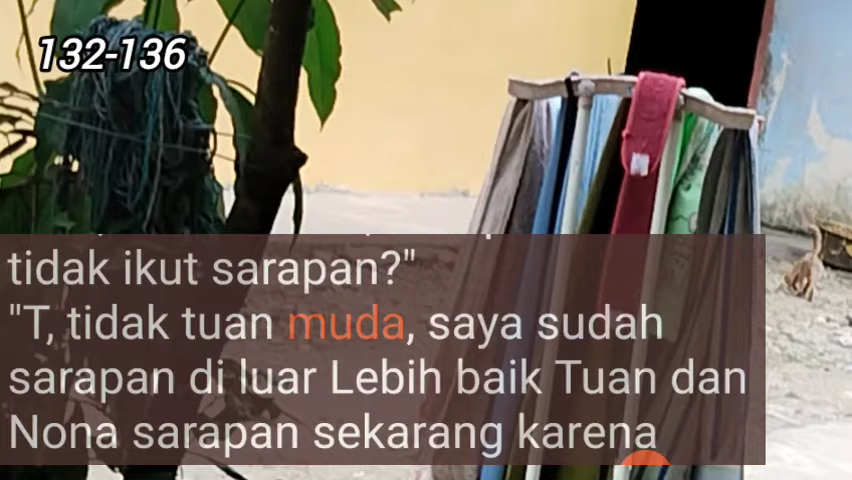 132-136
tidak ikut sarapan?"
"T, tidak tuan muda, saya sudah
sarapan di luar Lebih baik Tuan dan
Nona sarapan sekarang karena